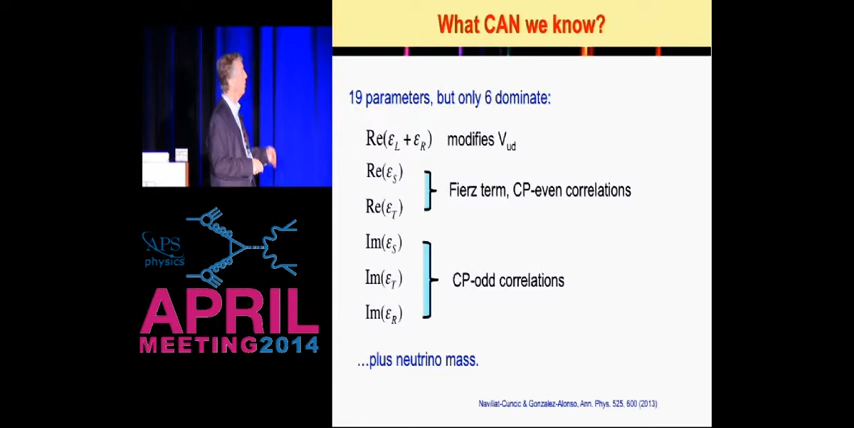 What CAN we know?
19 parameters, but only 6 dominate:
Re(ε_L + ε_R) modifies V_ud
Re(ε_S)
Fierz term, CP-even correlations
Re(ε_T)
Im(ε_S)
Im(ε_T)
CP-odd correlations
Im(ε_R)
...plus neutrino mass.
Naviliat-Cuncic & Gonzalez-Alonso, Ann. Phys. 525, 600 (2013)
APS
physics
APRIL
MEETING2014